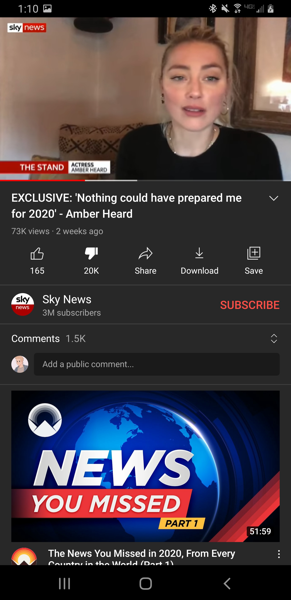 1:10
sky news
THE STAND
ACTRESS
AMBER HEARD
EXCLUSIVE: 'Nothing could have prepared me
for 2020' - Amber Heard
73K views · 2 weeks ago
165
20K
Share
Download
Save
sky
news
Sky News
3M subscribers
SUBSCRIBE
Comments 1.5K
Add a public comment...
NEWS
YOU MISSED
PART 1
51:59
The News You Missed in 2020, From Every
Country in the World (Part 1)